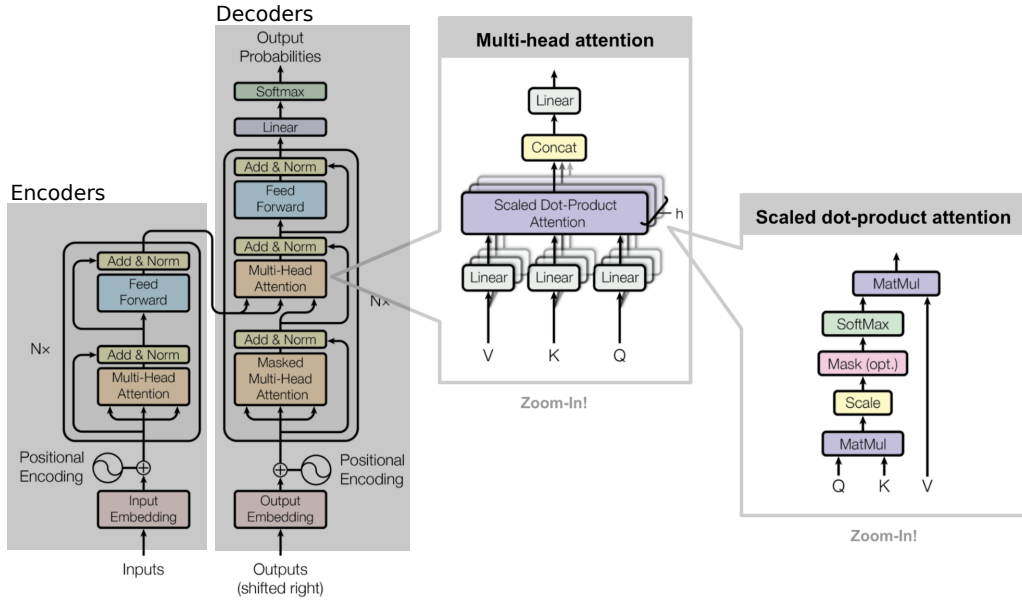 Encoders
Add & Norm
Feed
Forward
Nx
Add & Norm
Multi-Head
Attention
Positional
Encoding
Input
Embedding
Inputs
Decoders
Output
Probabilities
Softmax
Linear
Add & Norm
Feed
Forward
Add & Norm
Multi-Head
Attention
Nx
Add & Norm
Masked
Multi-Head
Attention
Positional
Encoding
Output
Embedding
Outputs
(shifted right)
Multi-head attention
Linear
Concat
Scaled Dot-Product
Attention
h
Linear Linear Linear
V K Q
Zoom-In!
Scaled dot-product attention
MatMul
SoftMax
Mask (opt.)
Scale
MatMul
Q K V
Zoom-In!